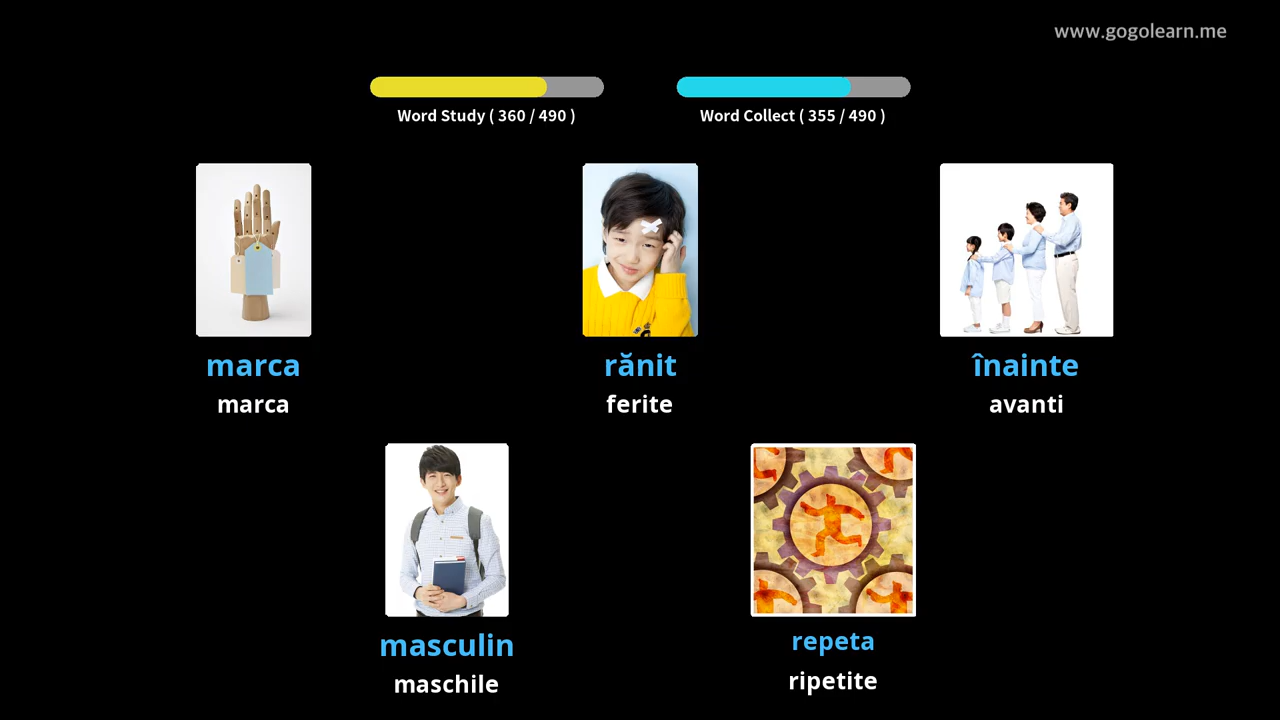 www.gogolearn.me
Word Study ( 360 / 490 )
Word Collect ( 355 / 490 )
marca
marca
rănit
ferite
înainte
avanti
masculin
maschile
repeta
ripetite